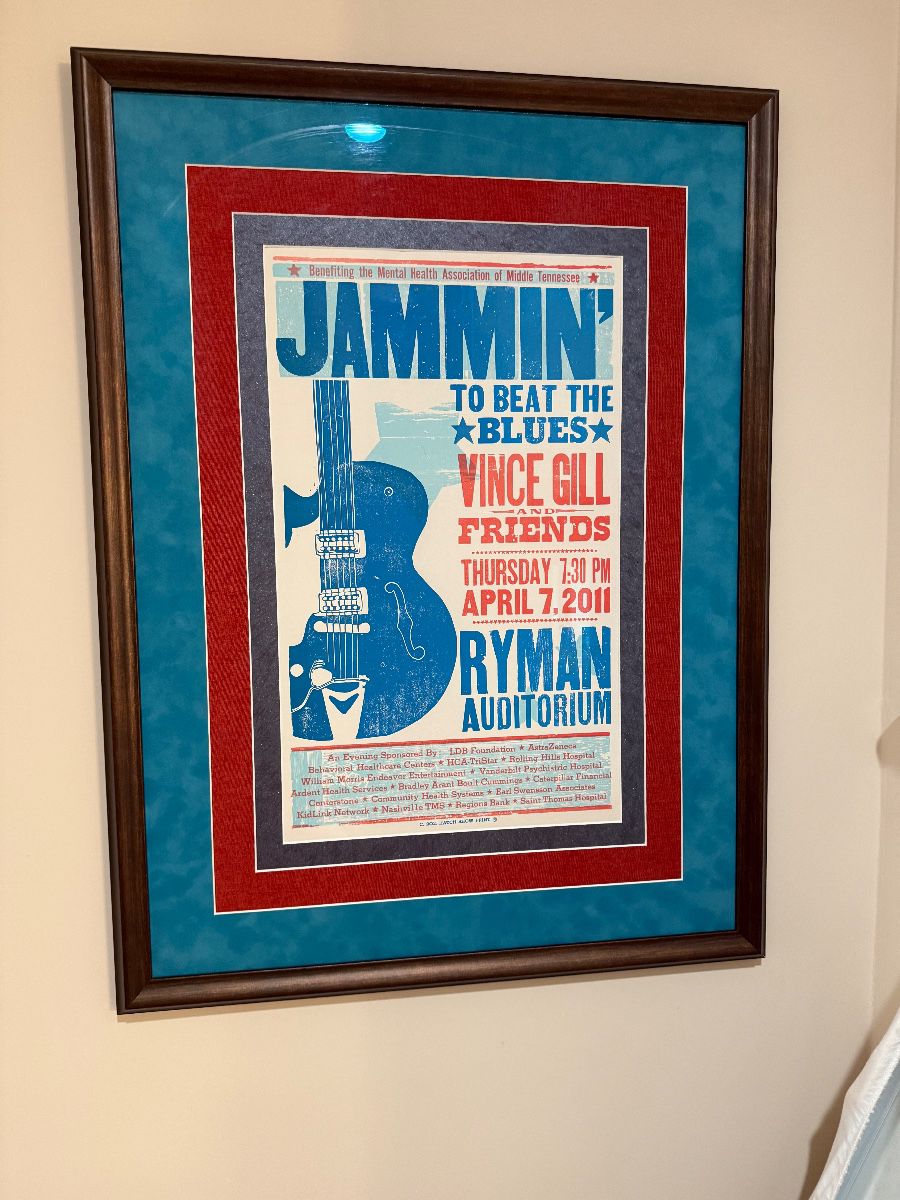 ★ Benefiting the Mental Health Association of Middle Tennessee ★
JAMMIN'
TO BEAT THE
★BLUES★
VINCE GILL
AND
FRIENDS
THURSDAY 7:30 PM
APRIL 7, 2011
RYMAN
AUDITORIUM
An Evening Sponsored By: LDB Foundation ★ AstraZeneca
Behavioral Healthcare Centers ★ HCA-TriStar ★ Rolling Hills Hospital
William Morris Endeavor Entertainment ★ Vanderbilt Psychiatric Hospital
Ardent Health Services ★ Bradley Arant Boult Cummings ★ Caterpillar Financial
Centerstone ★ Community Health Systems ★ Earl Swensson Associates
KidLink Network ★ Nashville TMS ★ Regions Bank ★ Saint Thomas Hospital
HATCH SHOW PRINT